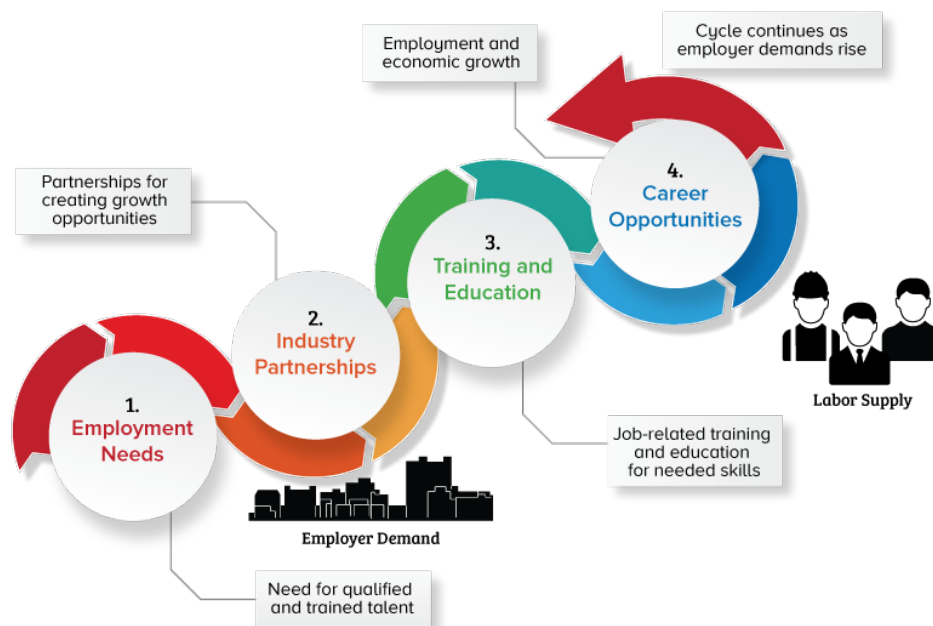 Employment and
economic growth
Cycle continues as
employer demands rise
Partnerships for
creating growth
opportunities
4.
Career
Opportunities
3.
Training and
Education
2.
Industry
Partnerships
1.
Employment
Needs
Labor Supply
Job-related training
and education
for needed skills
Employer Demand
Need for qualified
and trained talent